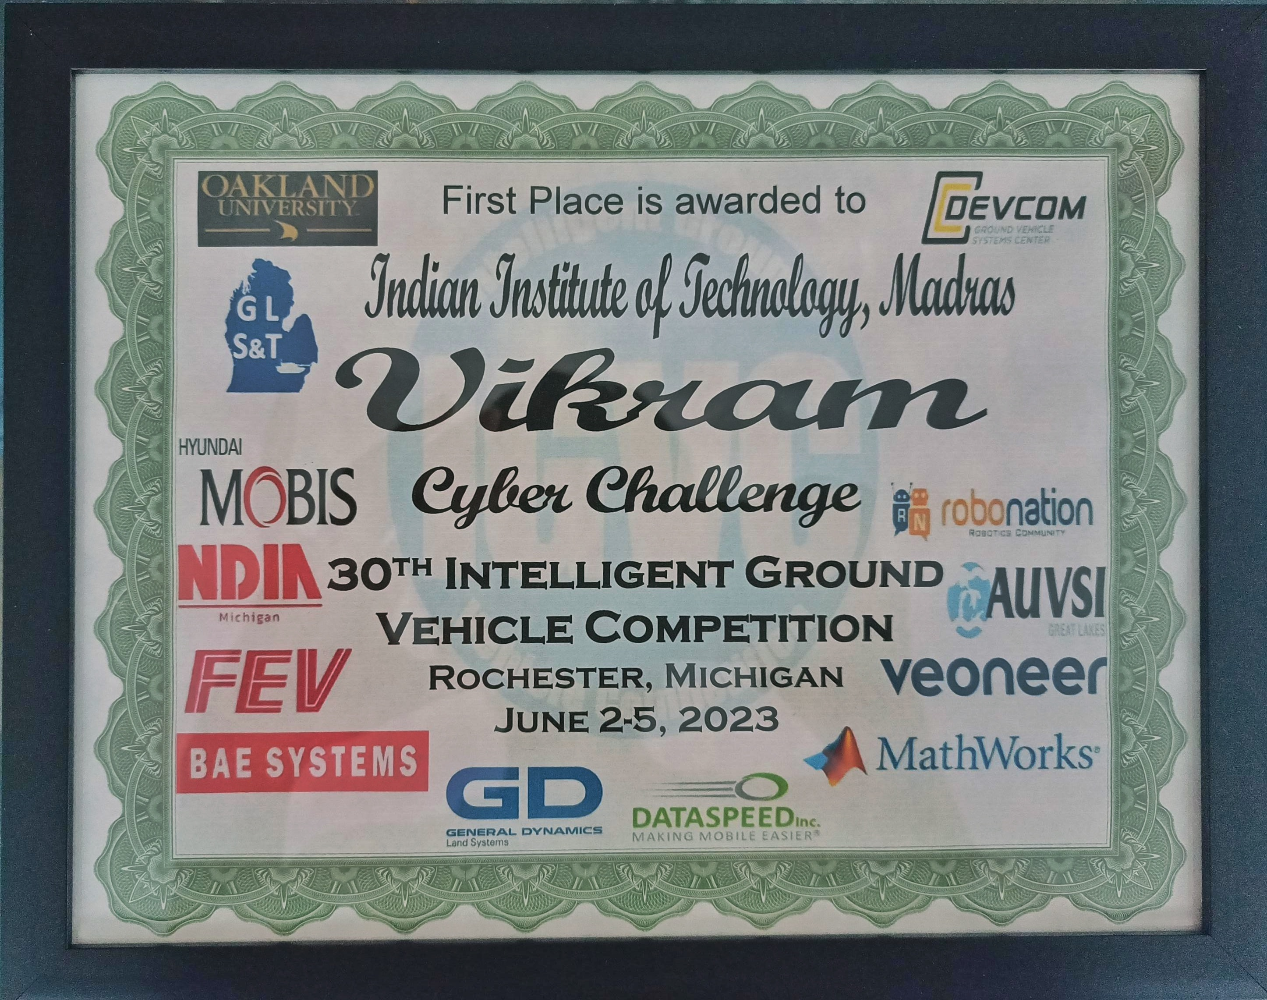 OAKLAND
UNIVERSITY
First Place is awarded to
DEVCOM
GROUND VEHICLE
SYSTEMS CENTER
Indian Institute of Technology, Madras
G L
S&T
Vikram
HYUNDAI
MOBIS
Cyber Challenge
RN
robonation
ROBOTICS COMMUNITY
NDIA
Michigan
30TH INTELLIGENT GROUND
VEHICLE COMPETITION
AUVSI
GREAT LAKES
FEV
ROCHESTER, MICHIGAN
veoneer
JUNE 2-5, 2023
BAE SYSTEMS
MathWorks®
GD
GENERAL DYNAMICS
Land Systems
DATASPEED Inc.
MAKING MOBILE EASIER®
IGVC